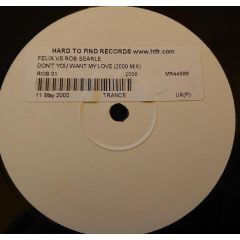 HARD TO FIND RECORDS www.htfr.com
FELIX VS ROB SEARLE
DON'T YOU WANT MY LOVE (2000 MIX)
ROB 01 2000 MR44596
11 May 2000 TRANCE UK(P)